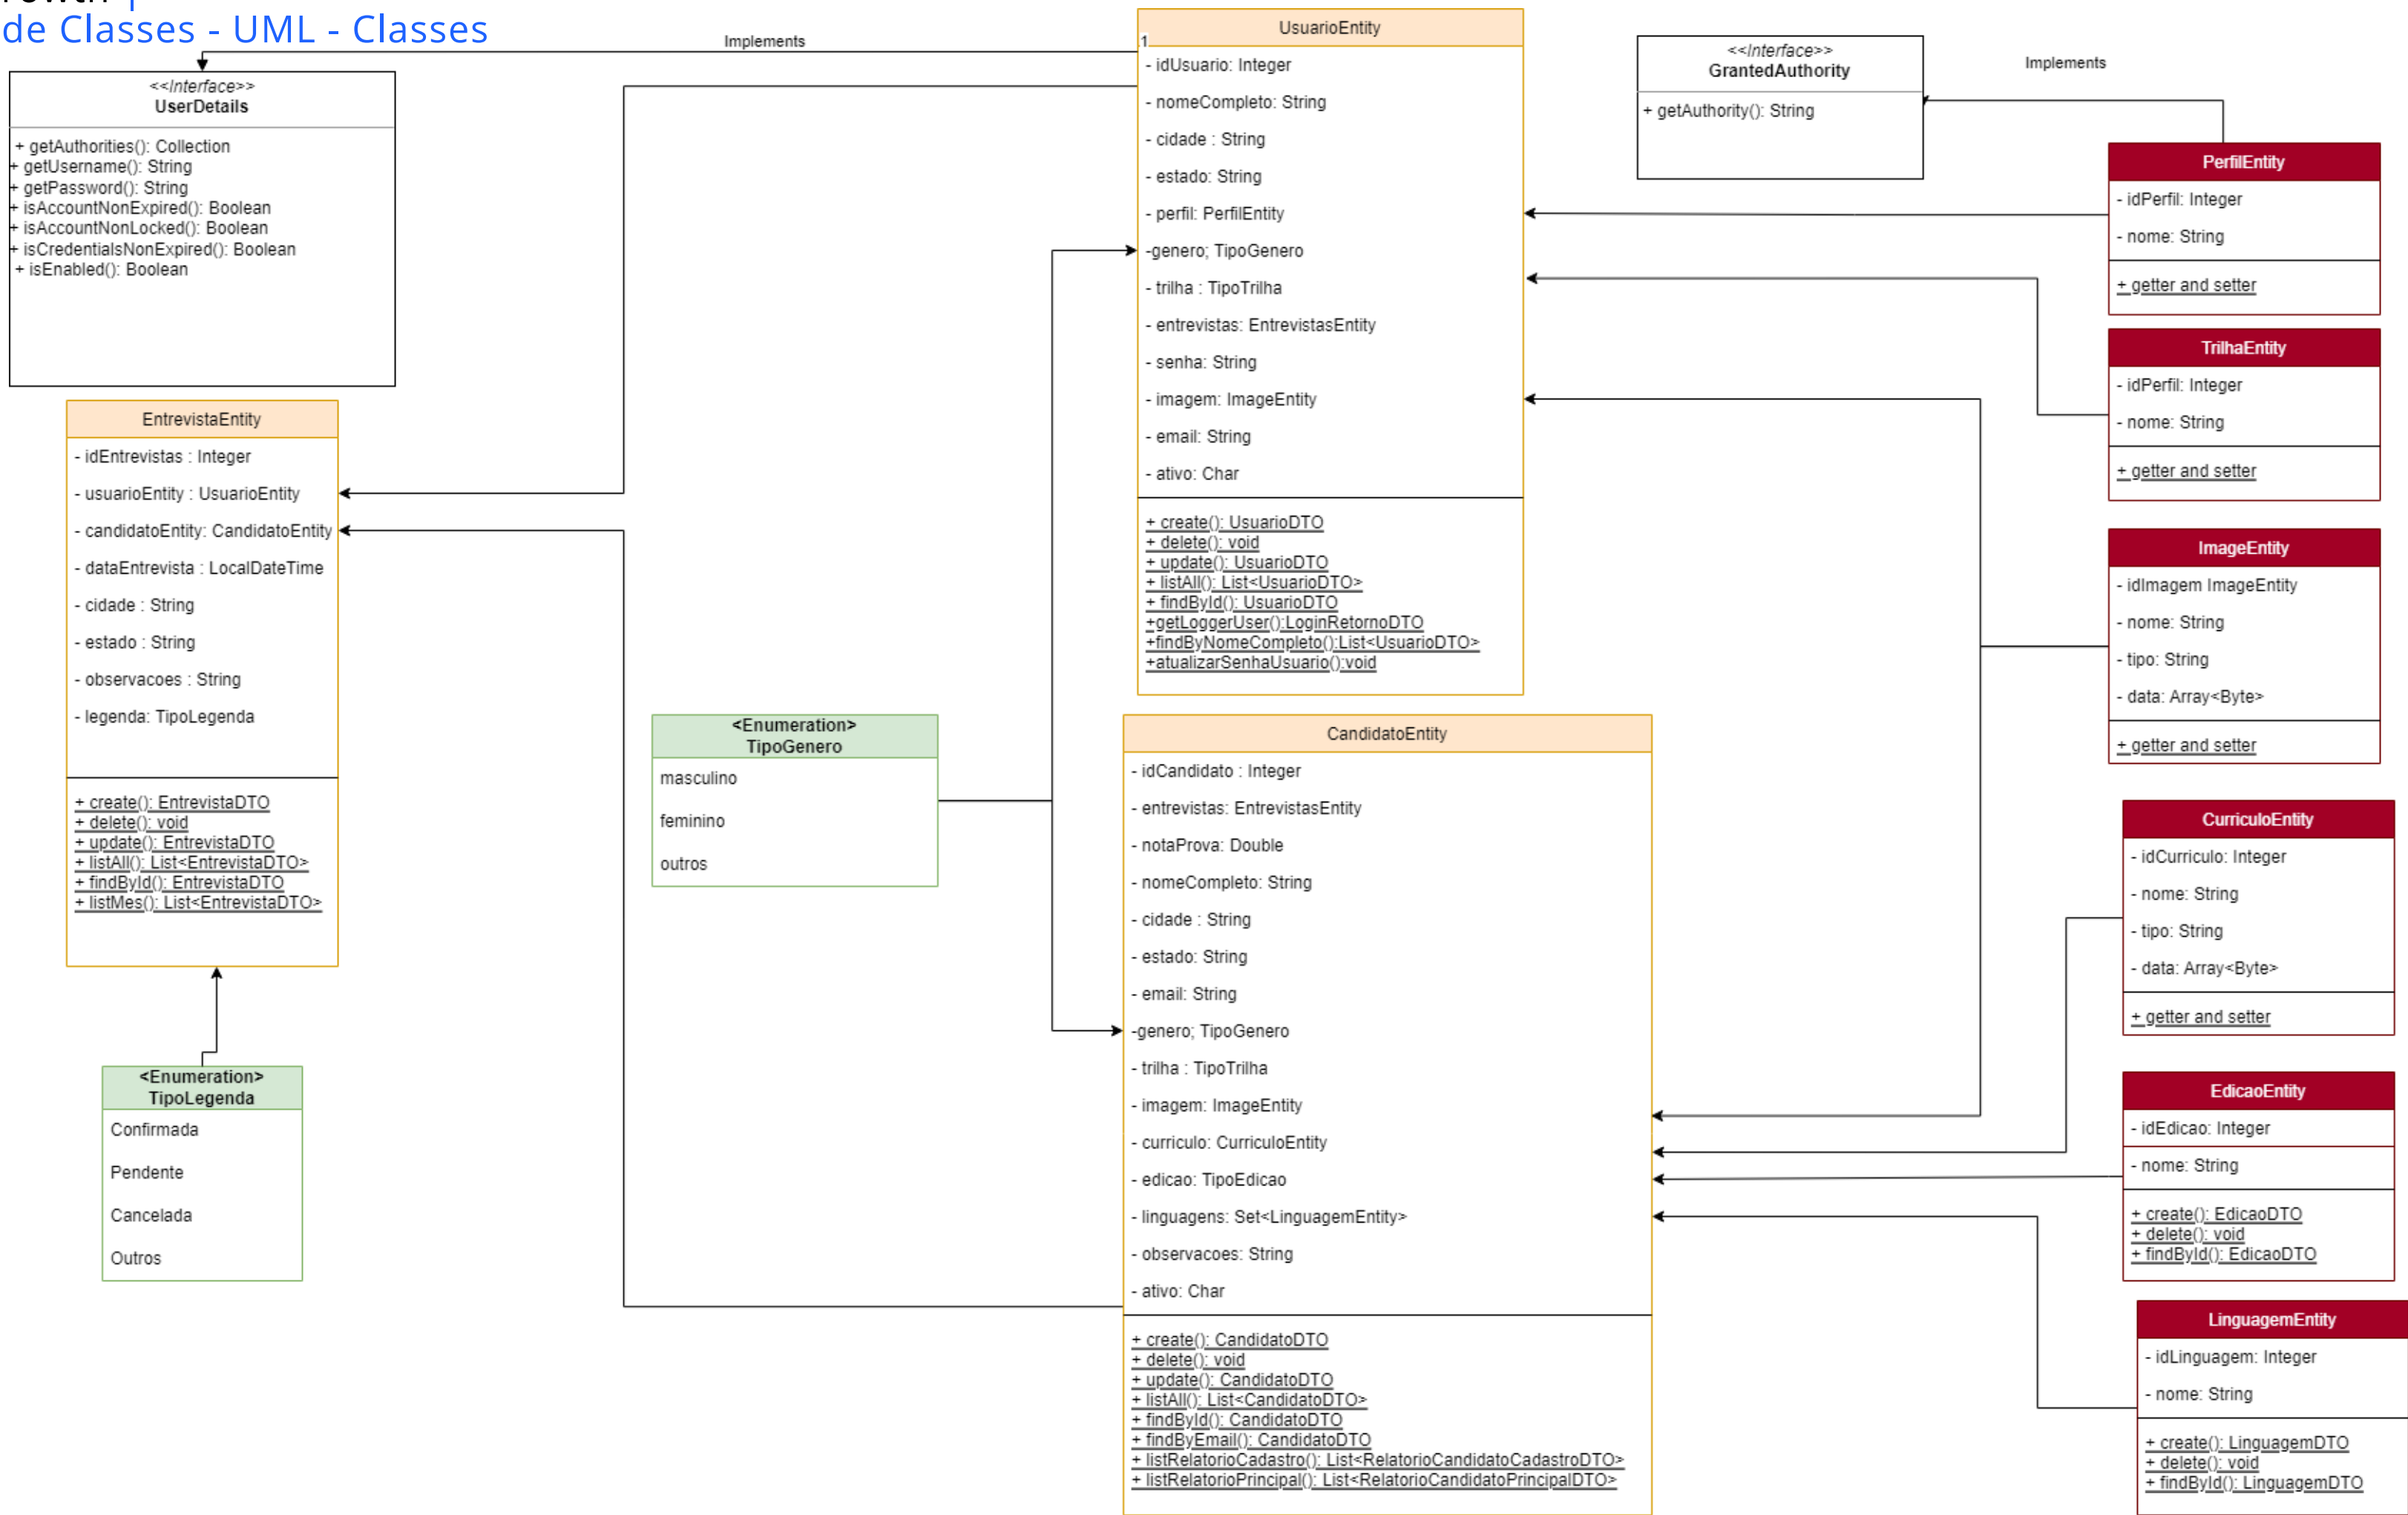 de Classes - UML - Classes
Implements
<<Interface>>
UserDetails
+ getAuthorities(): Collection
+ getUsername(): String
+ getPassword(): String
+ isAccountNonExpired(): Boolean
+ isAccountNonLocked(): Boolean
+ isCredentialsNonExpired(): Boolean
+ isEnabled(): Boolean
EntrevistaEntity
- idEntrevistas : Integer
- usuarioEntity : UsuarioEntity
- candidatoEntity: CandidatoEntity
- dataEntrevista : LocalDateTime
- cidade : String
- estado : String
- observacoes : String
- legenda: TipoLegenda
+ create(): EntrevistaDTO
+ delete(): void
+ update(): EntrevistaDTO
+ listAll(): List<EntrevistaDTO>
+ findById(): EntrevistaDTO
+ listMes(): List<EntrevistaDTO>
<Enumeration>
TipoLegenda
Confirmada
Pendente
Cancelada
Outros
<Enumeration>
TipoGenero
masculino
feminino
outros
UsuarioEntity
1
- idUsuario: Integer
- nomeCompleto: String
- cidade : String
- estado: String
- perfil: PerfilEntity
-genero; TipoGenero
- trilha : TipoTrilha
- entrevistas: EntrevistasEntity
- senha: String
- imagem: ImageEntity
- email: String
- ativo: Char
+ create(): UsuarioDTO
+ delete(): void
+ update(): UsuarioDTO
+ listAll(): List<UsuarioDTO>
+ findById(): UsuarioDTO
+getLoggerUser():LoginRetornoDTO
+findByNomeCompleto():List<UsuarioDTO>
+atualizarSenhaUsuario():void
CandidatoEntity
- idCandidato : Integer
- entrevistas: EntrevistasEntity
- notaProva: Double
- nomeCompleto: String
- cidade : String
- estado: String
- email: String
-genero; TipoGenero
- trilha : TipoTrilha
- imagem: ImageEntity
- curriculo: CurriculoEntity
- edicao: TipoEdicao
- linguagens: Set<LinguagemEntity>
- observacoes: String
- ativo: Char
+ create(): CandidatoDTO
+ delete(): void
+ update(): CandidatoDTO
+ listAll(): List<CandidatoDTO>
+ findById(): CandidatoDTO
+ findByEmail(): CandidatoDTO
+ listRelatorioCadastro(): List<RelatorioCandidatoCadastroDTO>
+ listRelatorioPrincipal(): List<RelatorioCandidatoPrincipalDTO>
<<Interface>>
GrantedAuthority
+ getAuthority(): String
Implements
PerfilEntity
- idPerfil: Integer
- nome: String
+ getter and setter
TrilhaEntity
- idPerfil: Integer
- nome: String
+ getter and setter
ImageEntity
- idImagem ImageEntity
- nome: String
- tipo: String
- data: Array<Byte>
+ getter and setter
CurriculoEntity
- idCurriculo: Integer
- nome: String
- tipo: String
- data: Array<Byte>
+ getter and setter
EdicaoEntity
- idEdicao: Integer
- nome: String
+ create(): EdicaoDTO
+ delete(): void
+ findById(): EdicaoDTO
LinguagemEntity
- idLinguagem: Integer
- nome: String
+ create(): LinguagemDTO
+ delete(): void
+ findById(): LinguagemDTO